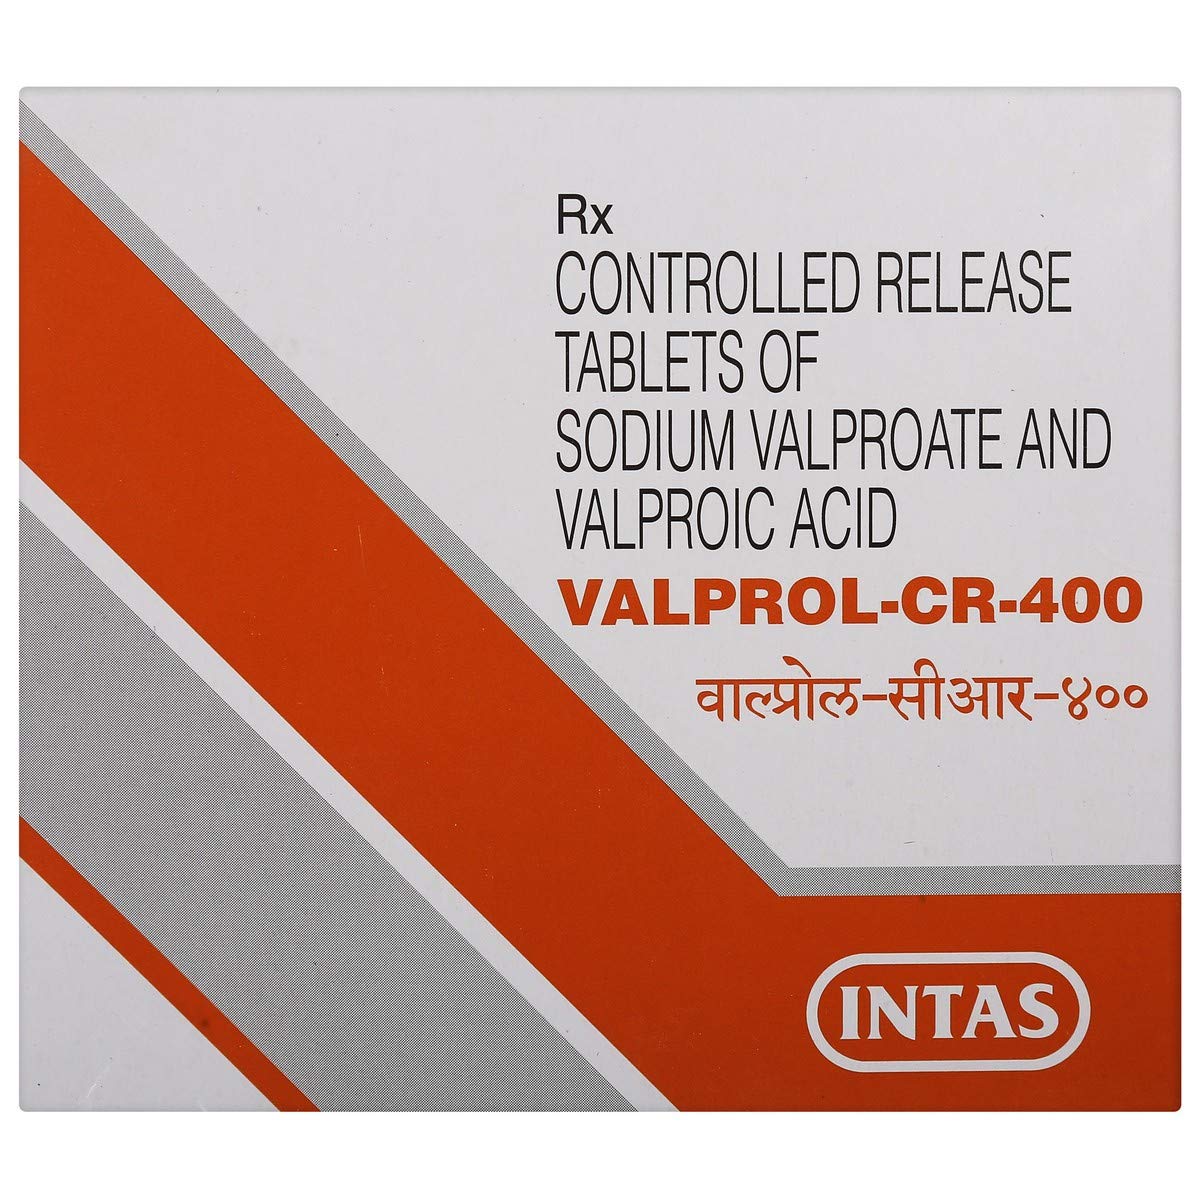 Rx
CONTROLLED RELEASE
TABLETS OF
SODIUM VALPROATE AND
VALPROIC ACID
VALPROL-CR-400
वाल्प्रोल-सीआर-४००
INTAS